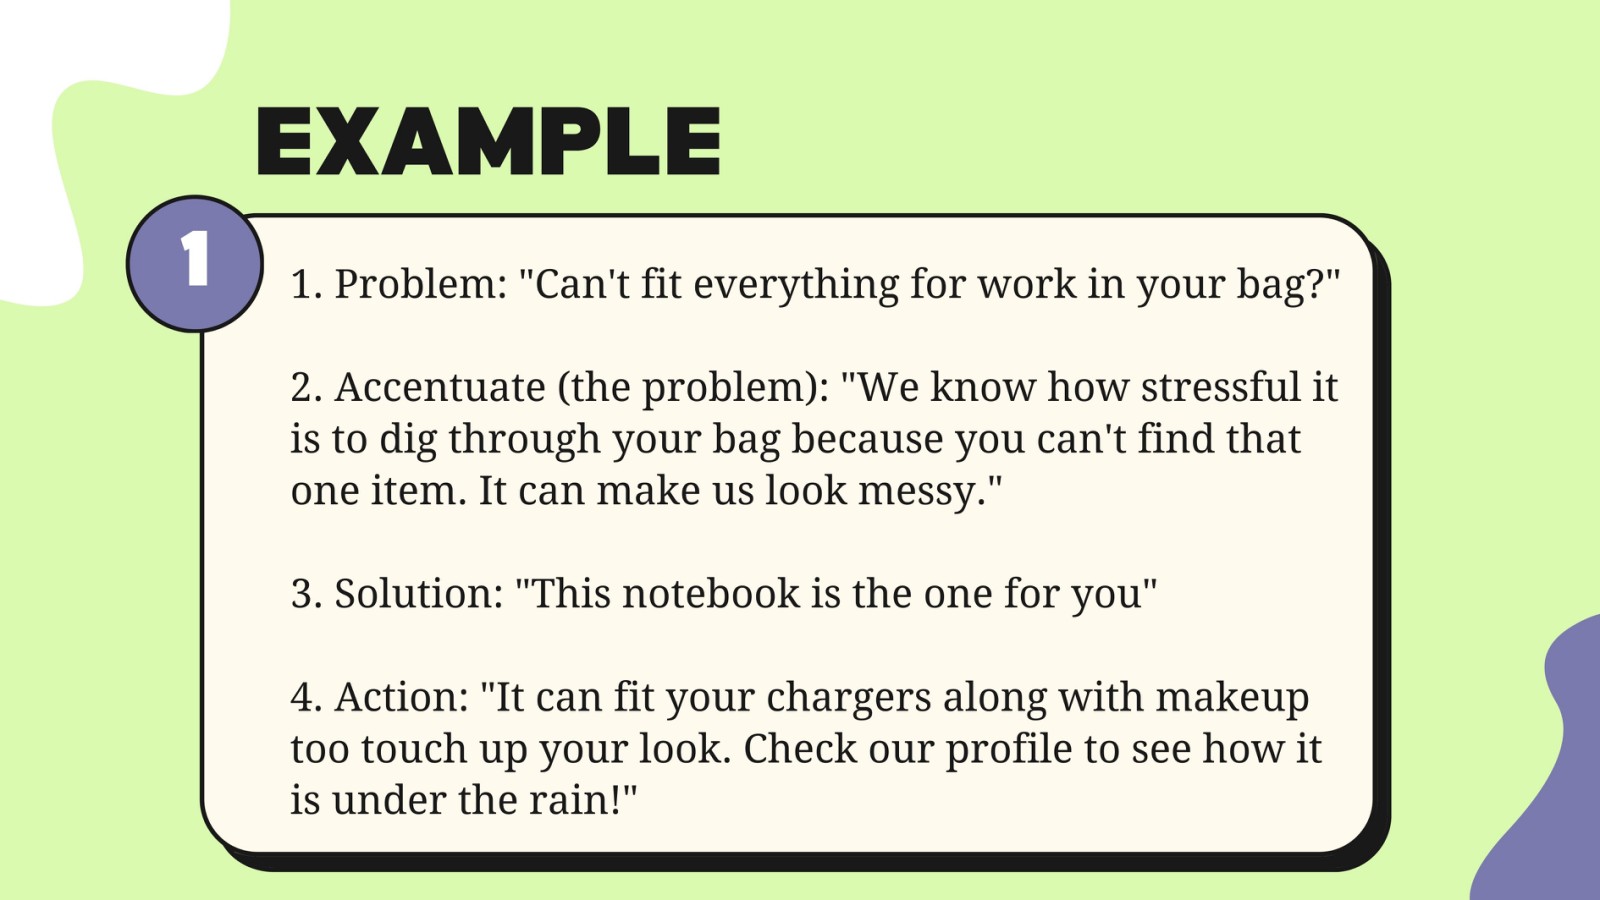 EXAMPLE
1
1. Problem: "Can't fit everything for work in your bag?"
2. Accentuate (the problem): "We know how stressful it
is to dig through your bag because you can't find that
one item. It can make us look messy."
3. Solution: "This notebook is the one for you"
4. Action: "It can fit your chargers along with makeup
too touch up your look. Check our profile to see how it
is under the rain!"